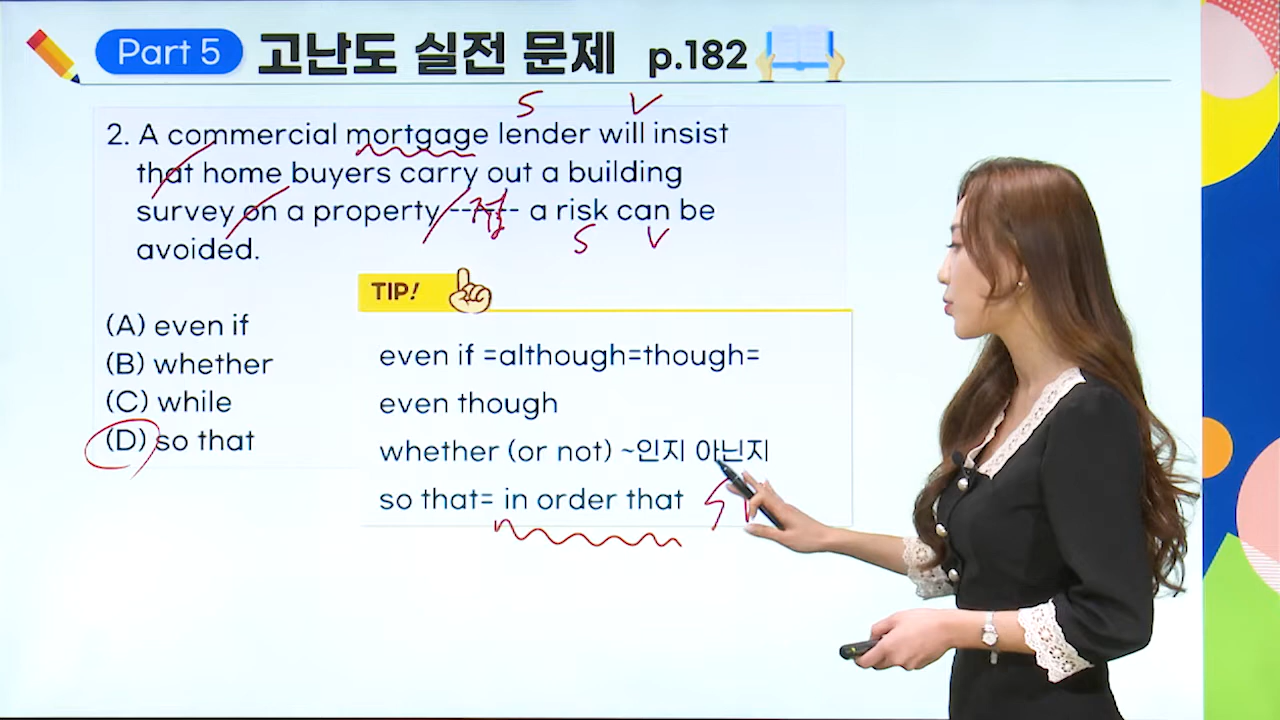 Part 5 고난도 실전 문제 p.182
S V
2. A commercial mortgage lender will insist
that home buyers carry out a building
survey on a property ------- a risk can be
S V
avoided.
TIP!
(A) even if
(B) whether
(C) while
(D) so that
even if =although=though=
even though
whether (or not) ~인지 아닌지
so that= in order that S